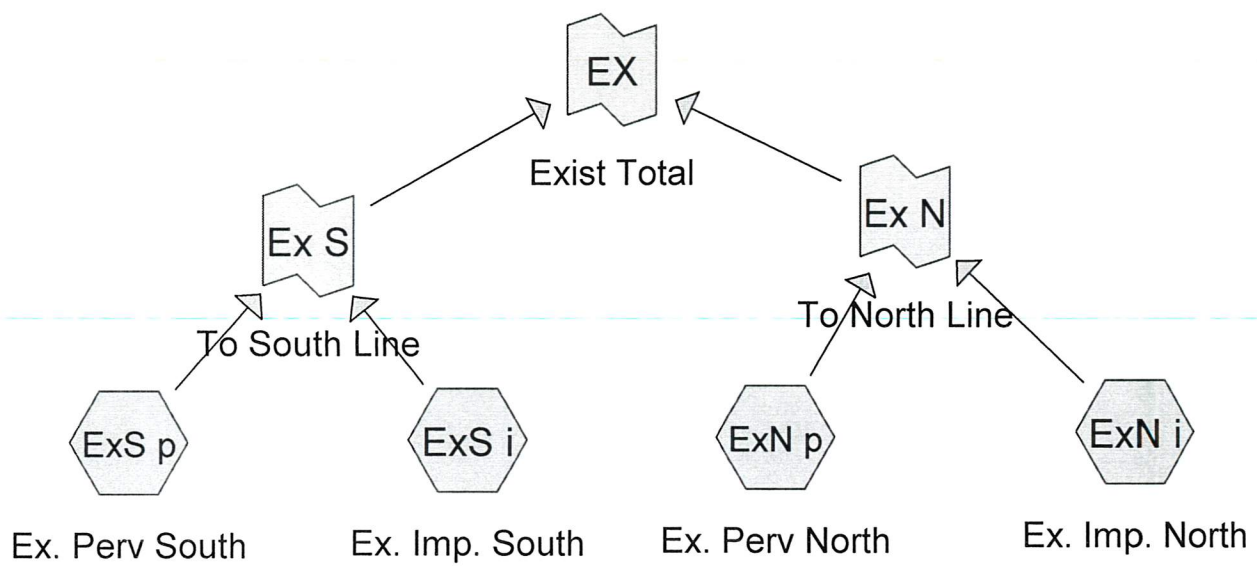 EX
Exist Total
Ex S
Ex N
To South Line
To North Line
ExS p
ExS i
ExN p
ExN i
Ex. Perv South
Ex. Imp. South
Ex. Perv North
Ex. Imp. North